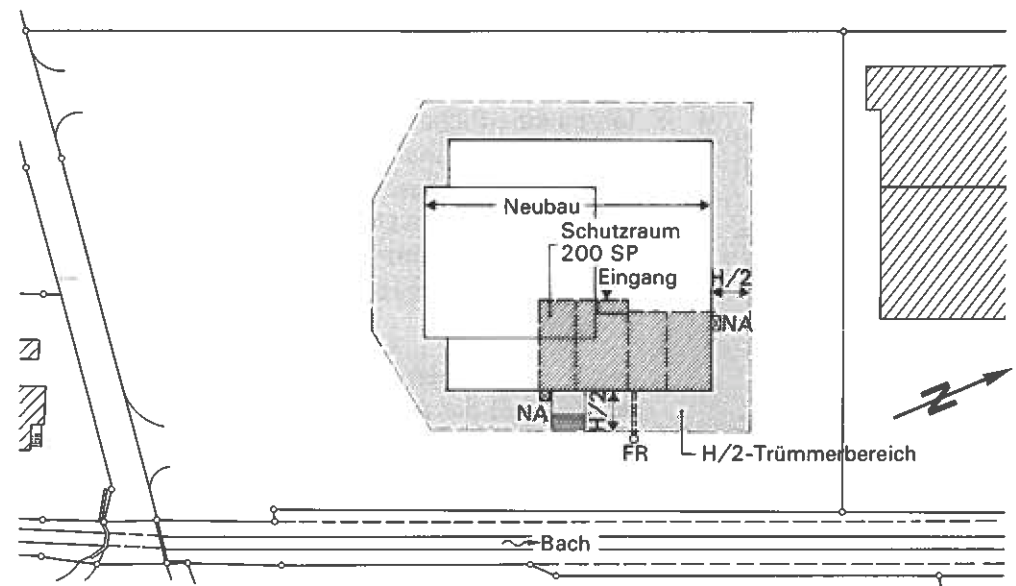 Neubau
Schutzraum
200 SP
Eingang
H/2
NA
N
NA
H/2
FR
H/2-Trümmerbereich
Bach